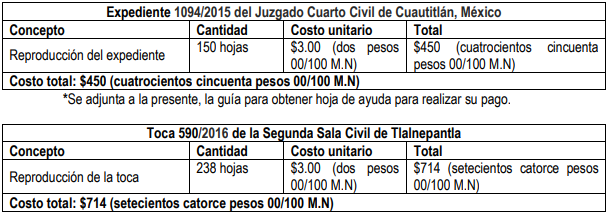 Expediente 1094/2015 del Juzgado Cuarto Civil de Cuautitlán, México
Concepto Cantidad Costo unitario Total
Reproducción del expediente 150 hojas $3.00 (dos pesos 00/100 M.N) $450 (cuatrocientos cincuenta pesos 00/100 M.N)
Costo total: $450 (cuatrocientos cincuenta pesos 00/100 M.N)
*Se adjunta a la presente, la guía para obtener hoja de ayuda para realizar su pago.
Toca 590/2016 de la Segunda Sala Civil de Tlalnepantla
Concepto Cantidad Costo unitario Total
Reproducción de la toca 238 hojas $3.00 (dos pesos 00/100 M.N) $714 (setecientos catorce pesos 00/100 M.N)
Costo total: $714 (setecientos catorce pesos 00/100 M.N)